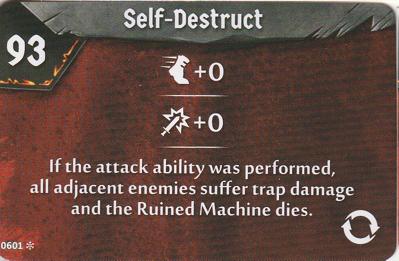 Self-Destruct
93
+0
+0
If the attack ability was performed,
all adjacent enemies suffer trap damage
and the Ruined Machine dies.
0601